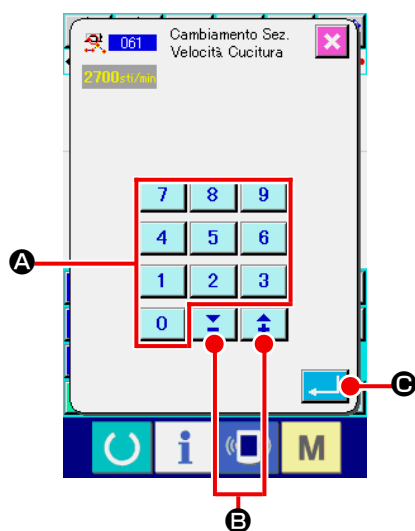 061
Cambiamento Sez.
Velocità Cucitura
2700sti/min
7 8 9
4 5 6
A
1 2 3
0
C
i M
B